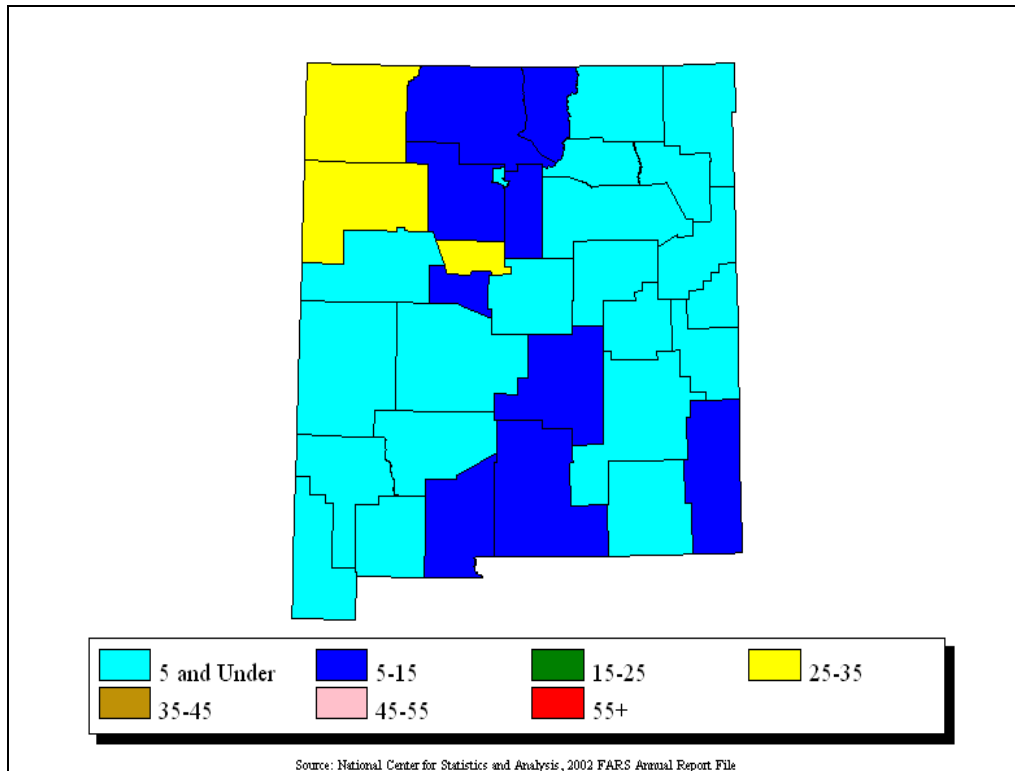 5 and Under 5-15 15-25 25-35
35-45 45-55 55+
Source: National Center for Statistics and Analysis, 2002 FARS Annual Report File